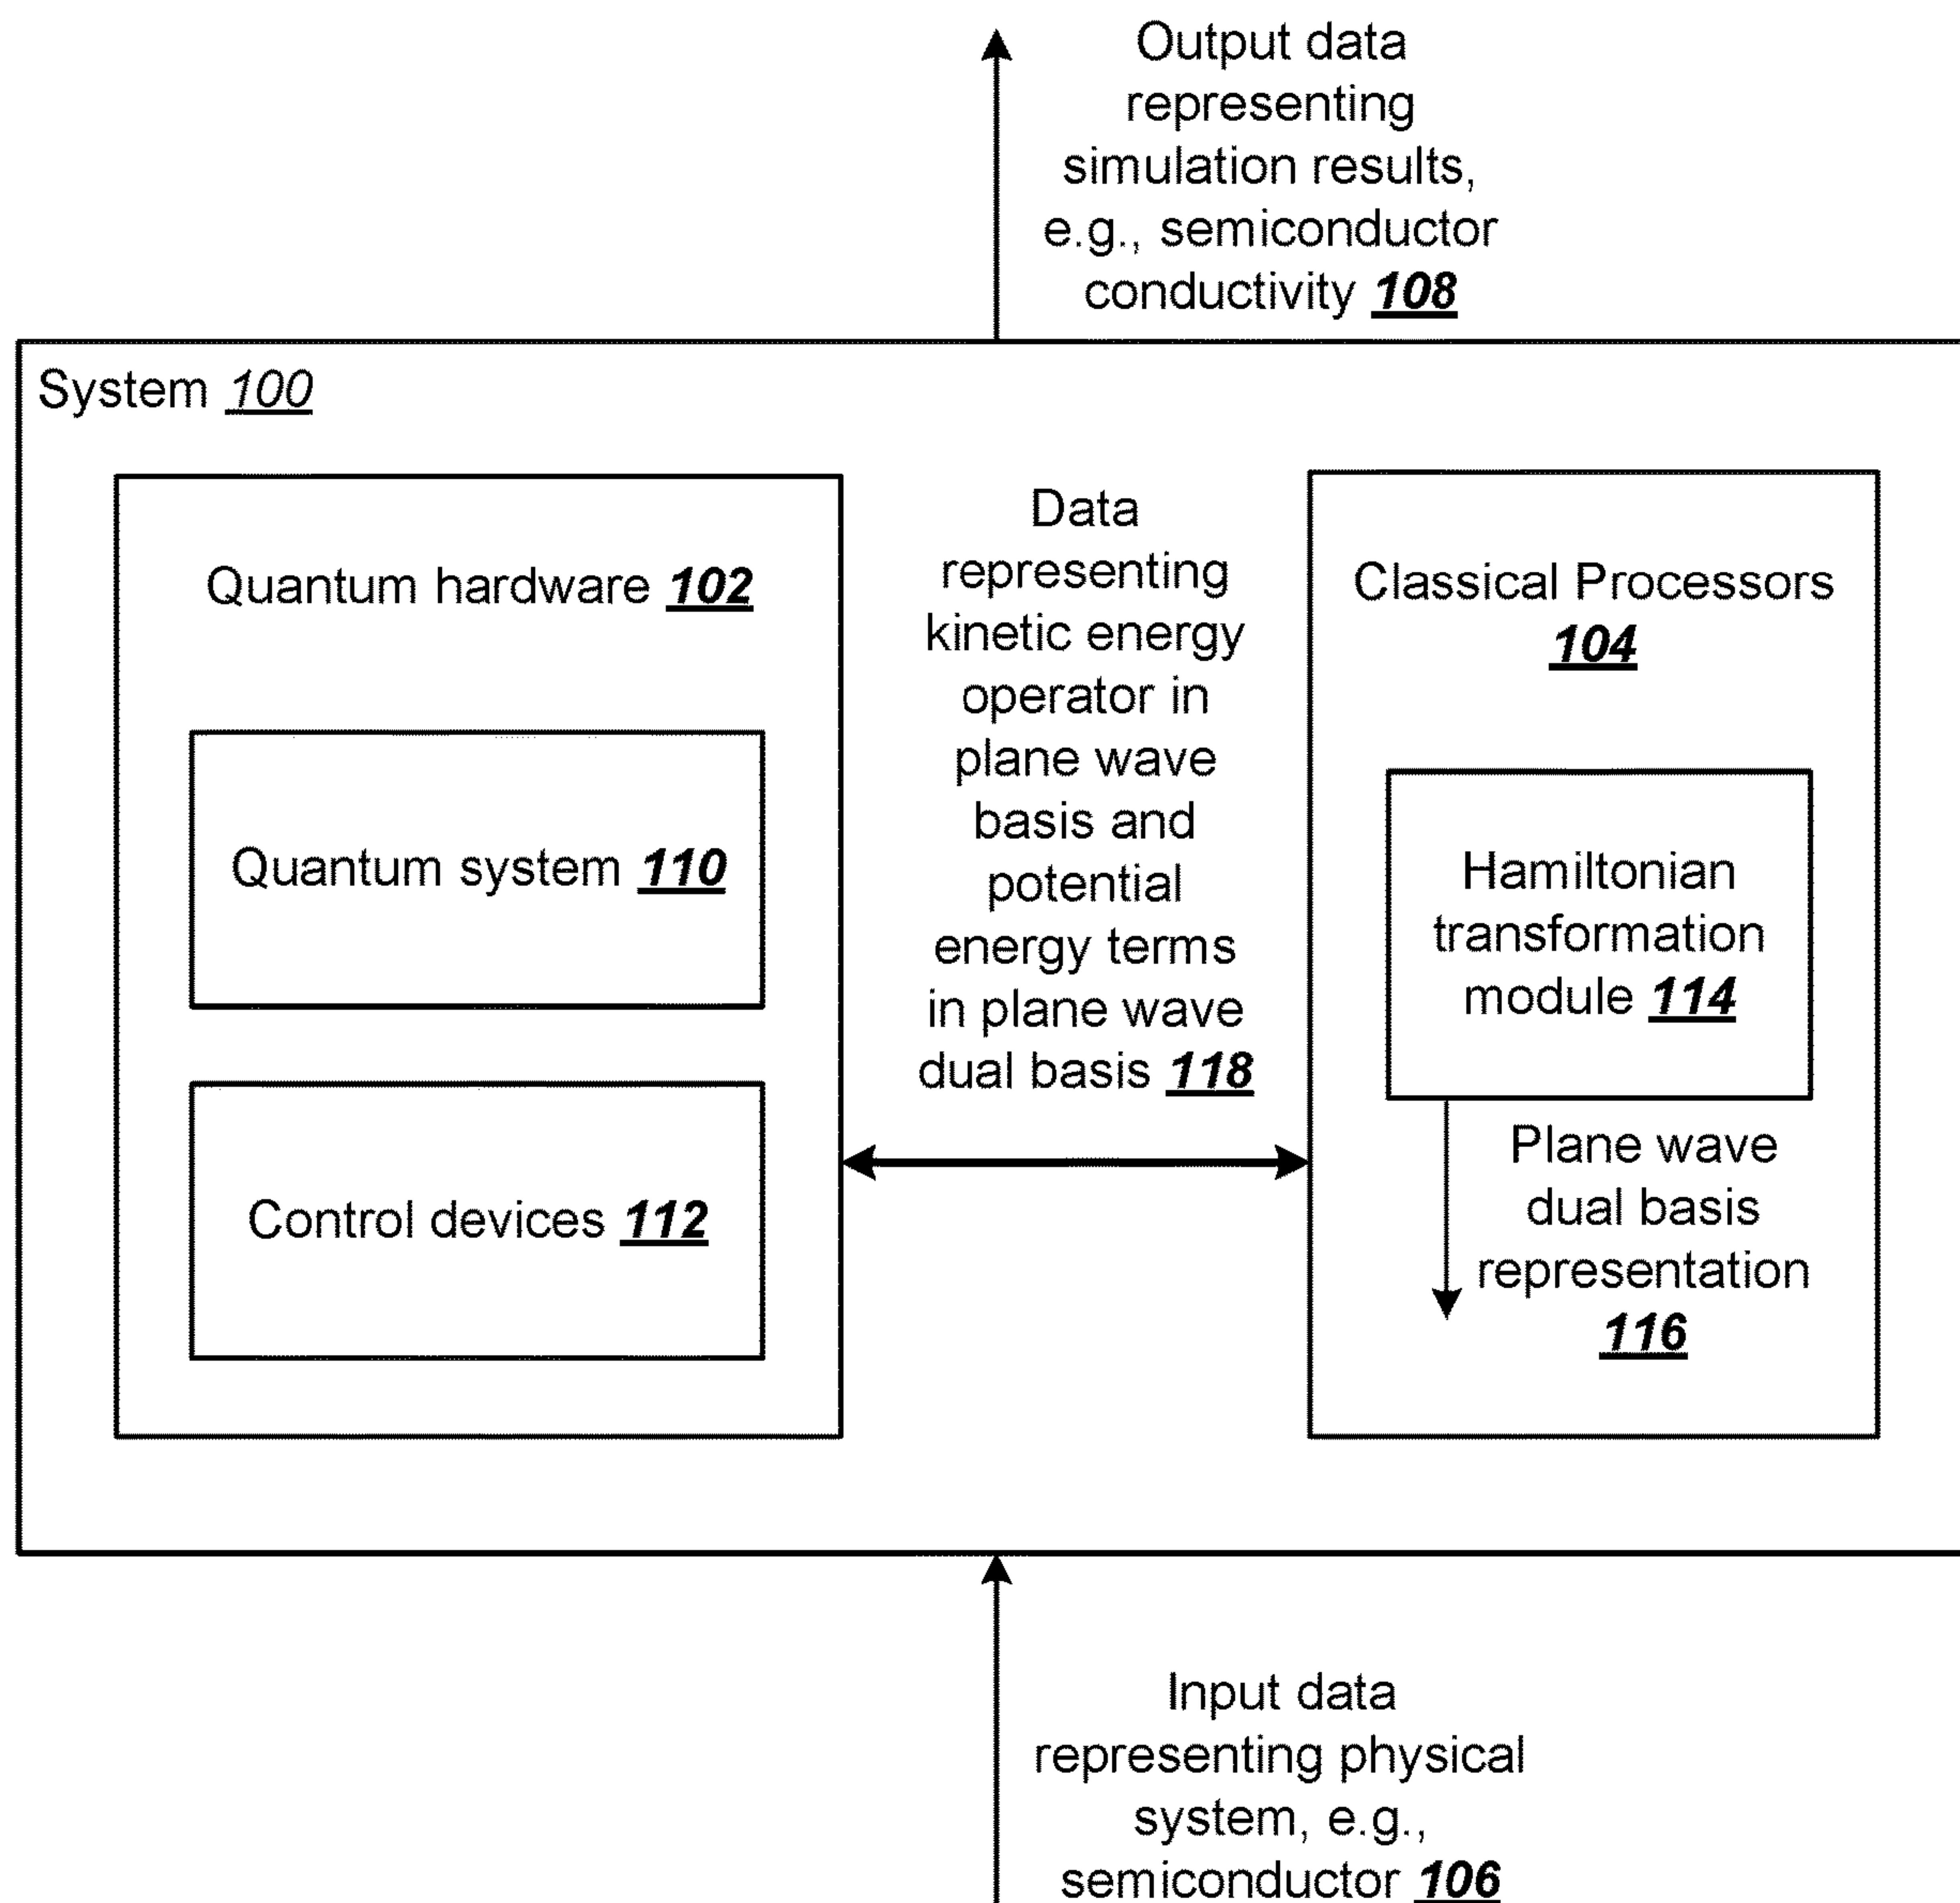 Output data
representing
simulation results,
e.g., semiconductor
conductivity 108
System 100
Quantum hardware 102
Quantum system 110
Control devices 112
Data
representing
kinetic energy
operator in
plane wave
basis and
potential
energy terms
in plane wave
dual basis 118
Classical Processors
104
Hamiltonian
transformation
module 114
Plane wave
dual basis
representation
116
Input data
representing physical
system, e.g.,
semiconductor 106